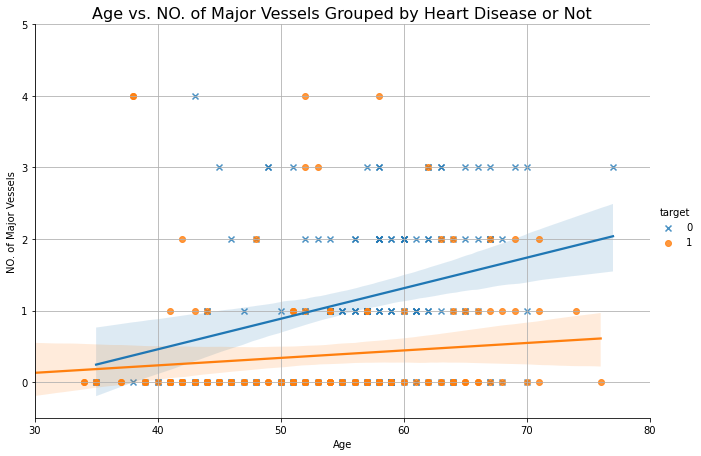 Age vs. NO. of Major Vessels Grouped by Heart Disease or Not
5
4
3
2
1
0
NO. of Major Vessels
30 40 50 60 70 80
Age
target
0
1